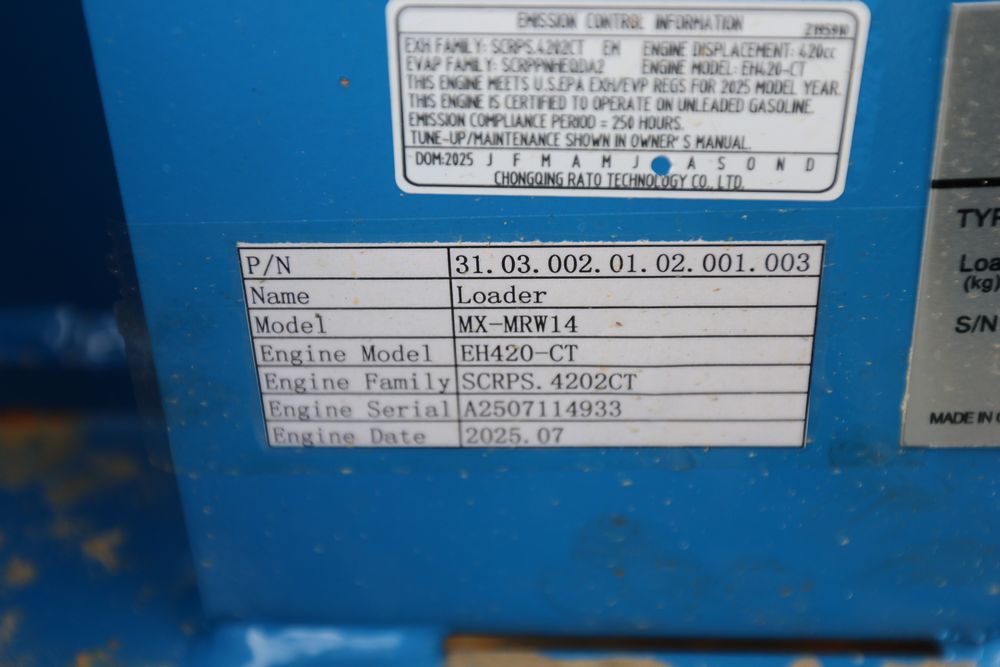 EMISSION CONTROL INFORMATION
EXH FAMILY: SCRPS.4202CT EM ENGINE DISPLACEMENT: 420cc
EVAP FAMILY: SCRPPNHEQDA2 ENGINE MODEL: EH420-CT
THIS ENGINE MEETS U.S.EPA EXH/EVP REGS FOR 2025 MODEL YEAR.
THIS ENGINE IS CERTIFIED TO OPERATE ON UNLEADED GASOLINE.
EMISSION COMPLIANCE PERIOD = 250 HOURS.
TUNE-UP/MAINTENANCE SHOWN IN OWNER'S MANUAL.
DOM:2025 J F M A M J A S O N D
CHONGQING RATO TECHNOLOGY CO., LTD.
P/N 31.03.002.01.02.001.003
Name Loader
Model MX-MRW14
Engine Model EH420-CT
Engine Family SCRPS.4202CT
Engine Serial A2507114933
Engine Date 2025.07
(kg)
S/N
MADE IN